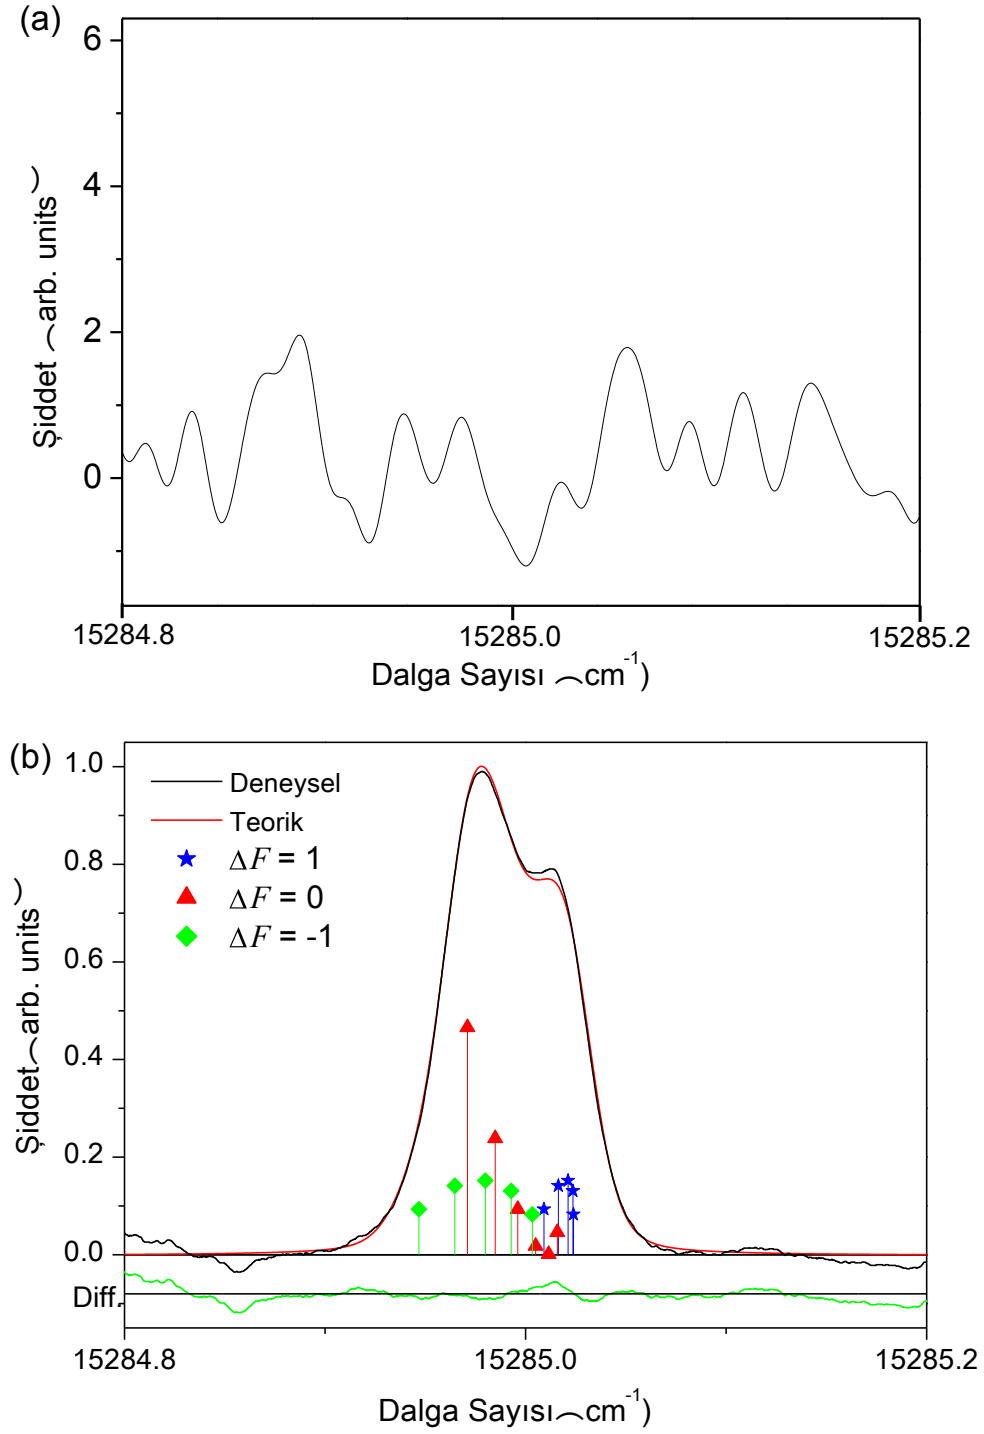 (a)
6
4
2
0
Şiddet (arb. units)
15284.8 15285.0 15285.2
Dalga Sayısı (cm-1)
(b)
1.0
0.8
0.6
0.4
0.2
0.0
Diff.
Şiddet(arb. units)
Deneysel
Teorik
ΔF = 1
ΔF = 0
ΔF = -1
15284.8 15285.0 15285.2
Dalga Sayısı(cm-1)